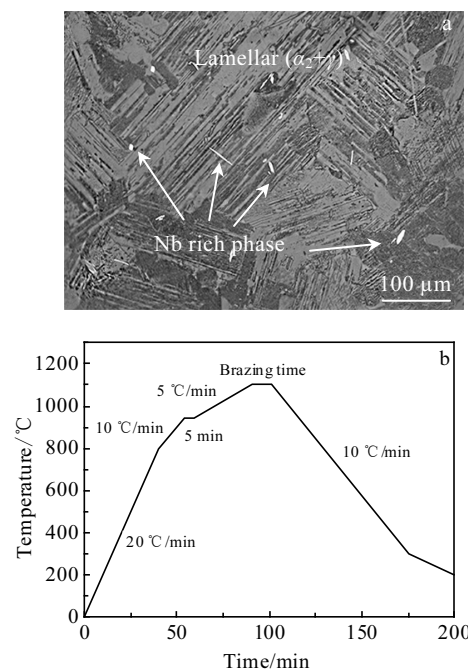 a
Lamellar (α₂+γ)
Nb rich phase
100 μm
b
Brazing time
5 ℃/min
10 ℃/min
5 min
10 ℃/min
20 ℃/min
1200
1000
800
600
400
200
0
0 50 100 150 200
Temperature/℃
Time/min